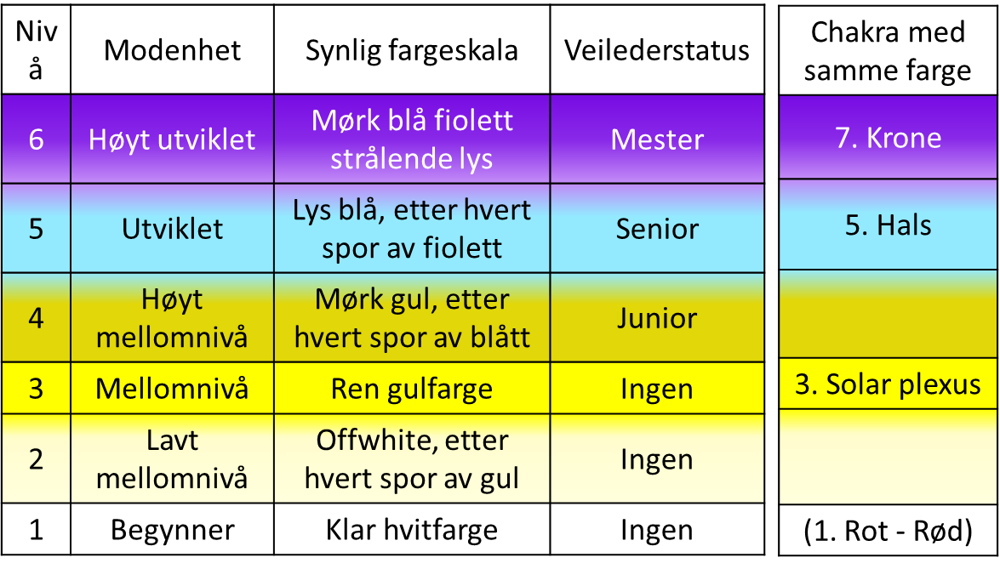 Niv
å
Modenhet
Synlig fargeskala
Veilederstatus
Chakra med
samme farge
6
Høyt utviklet
Mørk blå fiolett
strålende lys
Mester
7. Krone
5
Utviklet
Lys blå, etter hvert
spor av fiolett
Senior
5. Hals
4
Høyt
mellomnivå
Mørk gul, etter
hvert spor av blått
Junior
3
Mellomnivå
Ren gulfarge
Ingen
3. Solar plexus
2
Lavt
mellomnivå
Offwhite, etter
hvert spor av gul
Ingen
1
Begynner
Klar hvitfarge
Ingen
(1. Rot - Rød)